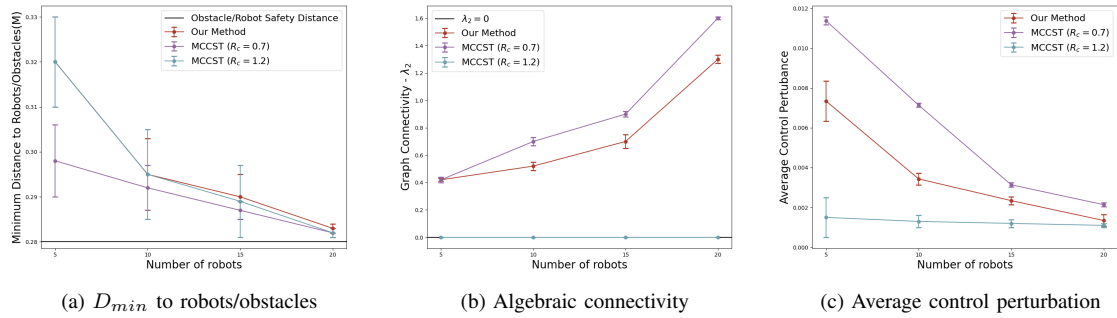 Minimum Distance to Robots/Obstacles(M)
0.33
0.32
0.31
0.30
0.29
0.28
Obstacle/Robot Safety Distance
Our Method
MCCST (R_c = 0.7)
MCCST (R_c = 1.2)
5 10 15 20
Number of robots
(a) D_min to robots/obstacles
Graph Connectivity - λ₂
1.6
1.4
1.2
1.0
0.8
0.6
0.4
0.2
0.0
λ₂ = 0
Our Method
MCCST (R_c = 0.7)
MCCST (R_c = 1.2)
5 10 15 20
Number of robots
(b) Algebraic connectivity
Average Control Pertubance
0.012
0.010
0.008
0.006
0.004
0.002
0.000
Our Method
MCCST (R_c = 0.7)
MCCST (R_c = 1.2)
5 10 15 20
Number of robots
(c) Average control perturbation